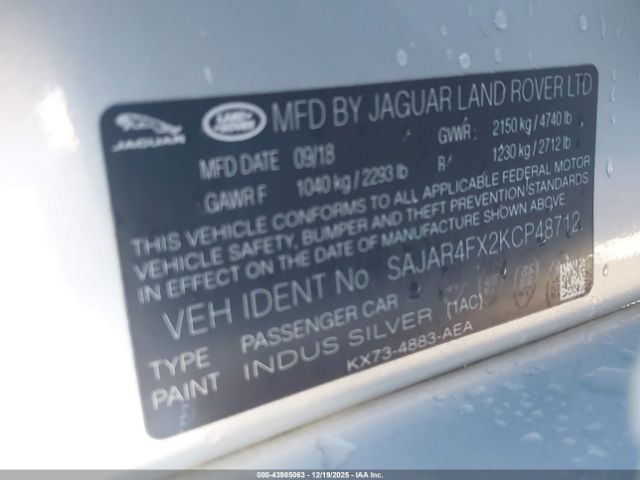 JAGUAR LAND ROVER MFD BY JAGUAR LAND ROVER LTD
MFD DATE 09/18 GVWR: 2150 kg / 4740 lb
GAWR F 1040 kg / 2293 lb R 1230 kg / 2712 lb
THIS VEHICLE CONFORMS TO ALL APPLICABLE FEDERAL MOTOR
VEHICLE SAFETY, BUMPER AND THEFT PREVENTION STANDARDS
IN EFFECT ON THE DATE OF MANUFACTURE SHOWN ABOVE
VEH IDENT No SAJAR4FX2KCP48712
TYPE PASSENGER CAR
PAINT INDUS SILVER (1AC)
KX73-4883-AEA
000-43985063 - 12/19/2025 - IAA Inc.